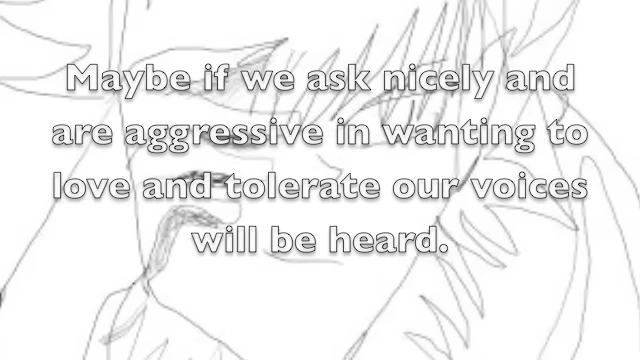 Maybe if we ask nicely and
are aggressive in wanting to
love and tolerate our voices
will be heard.